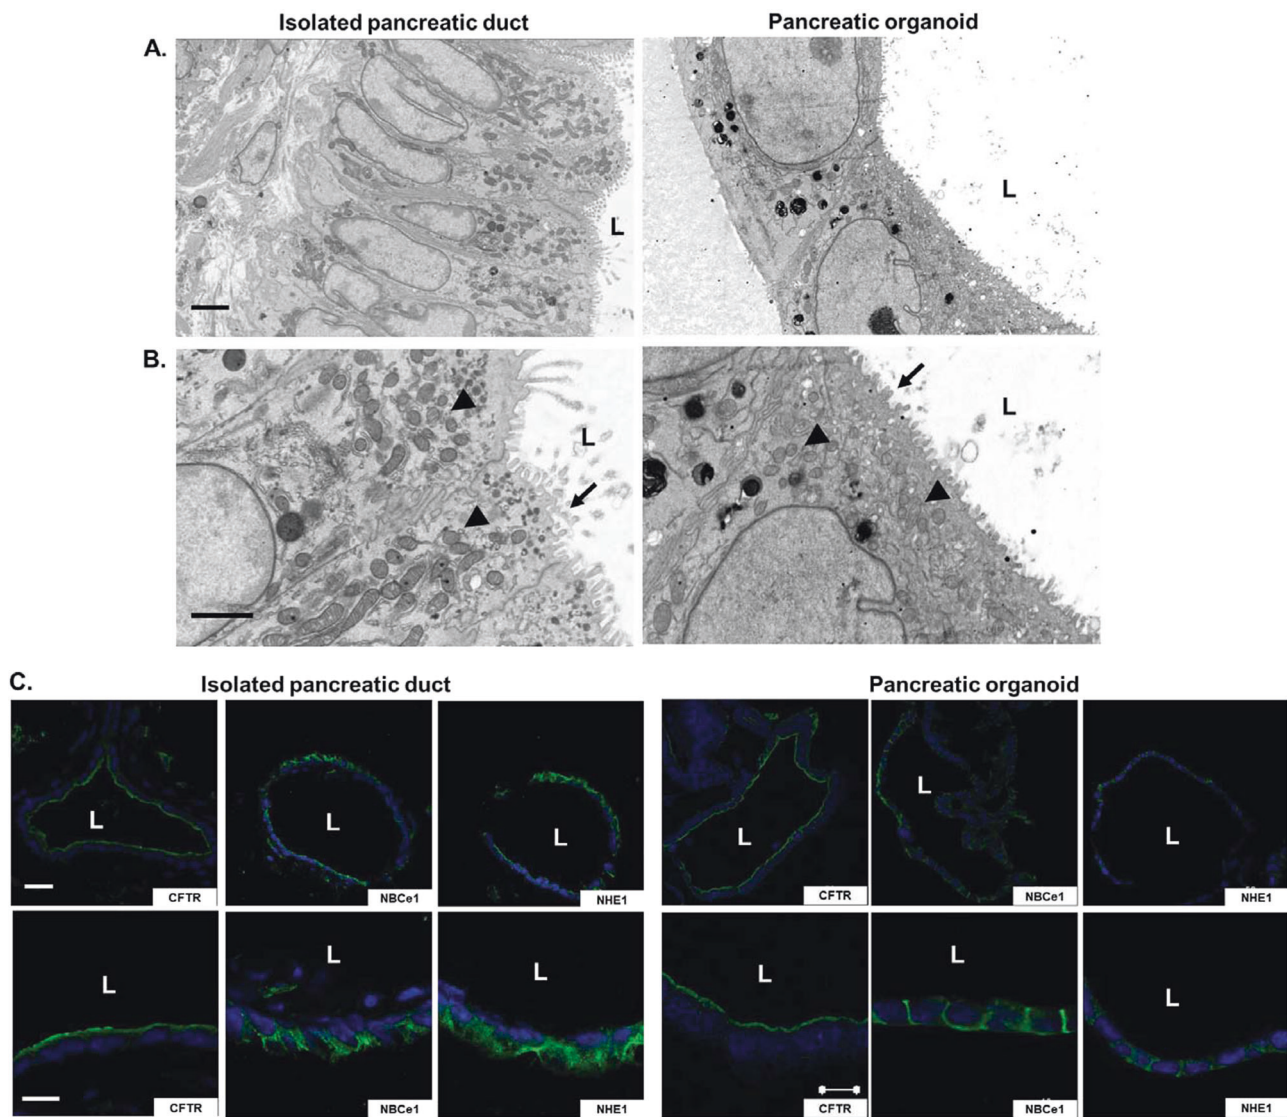 Isolated pancreatic duct Pancreatic organoid
A.
L
L
B.
L
L
C.
Isolated pancreatic duct Pancreatic organoid
L L L L L L
CFTR NBCe1 NHE1 CFTR NBCe1 NHE1
L L L L L L
CFTR NBCe1 NHE1 CFTR NBCe1 NHE1